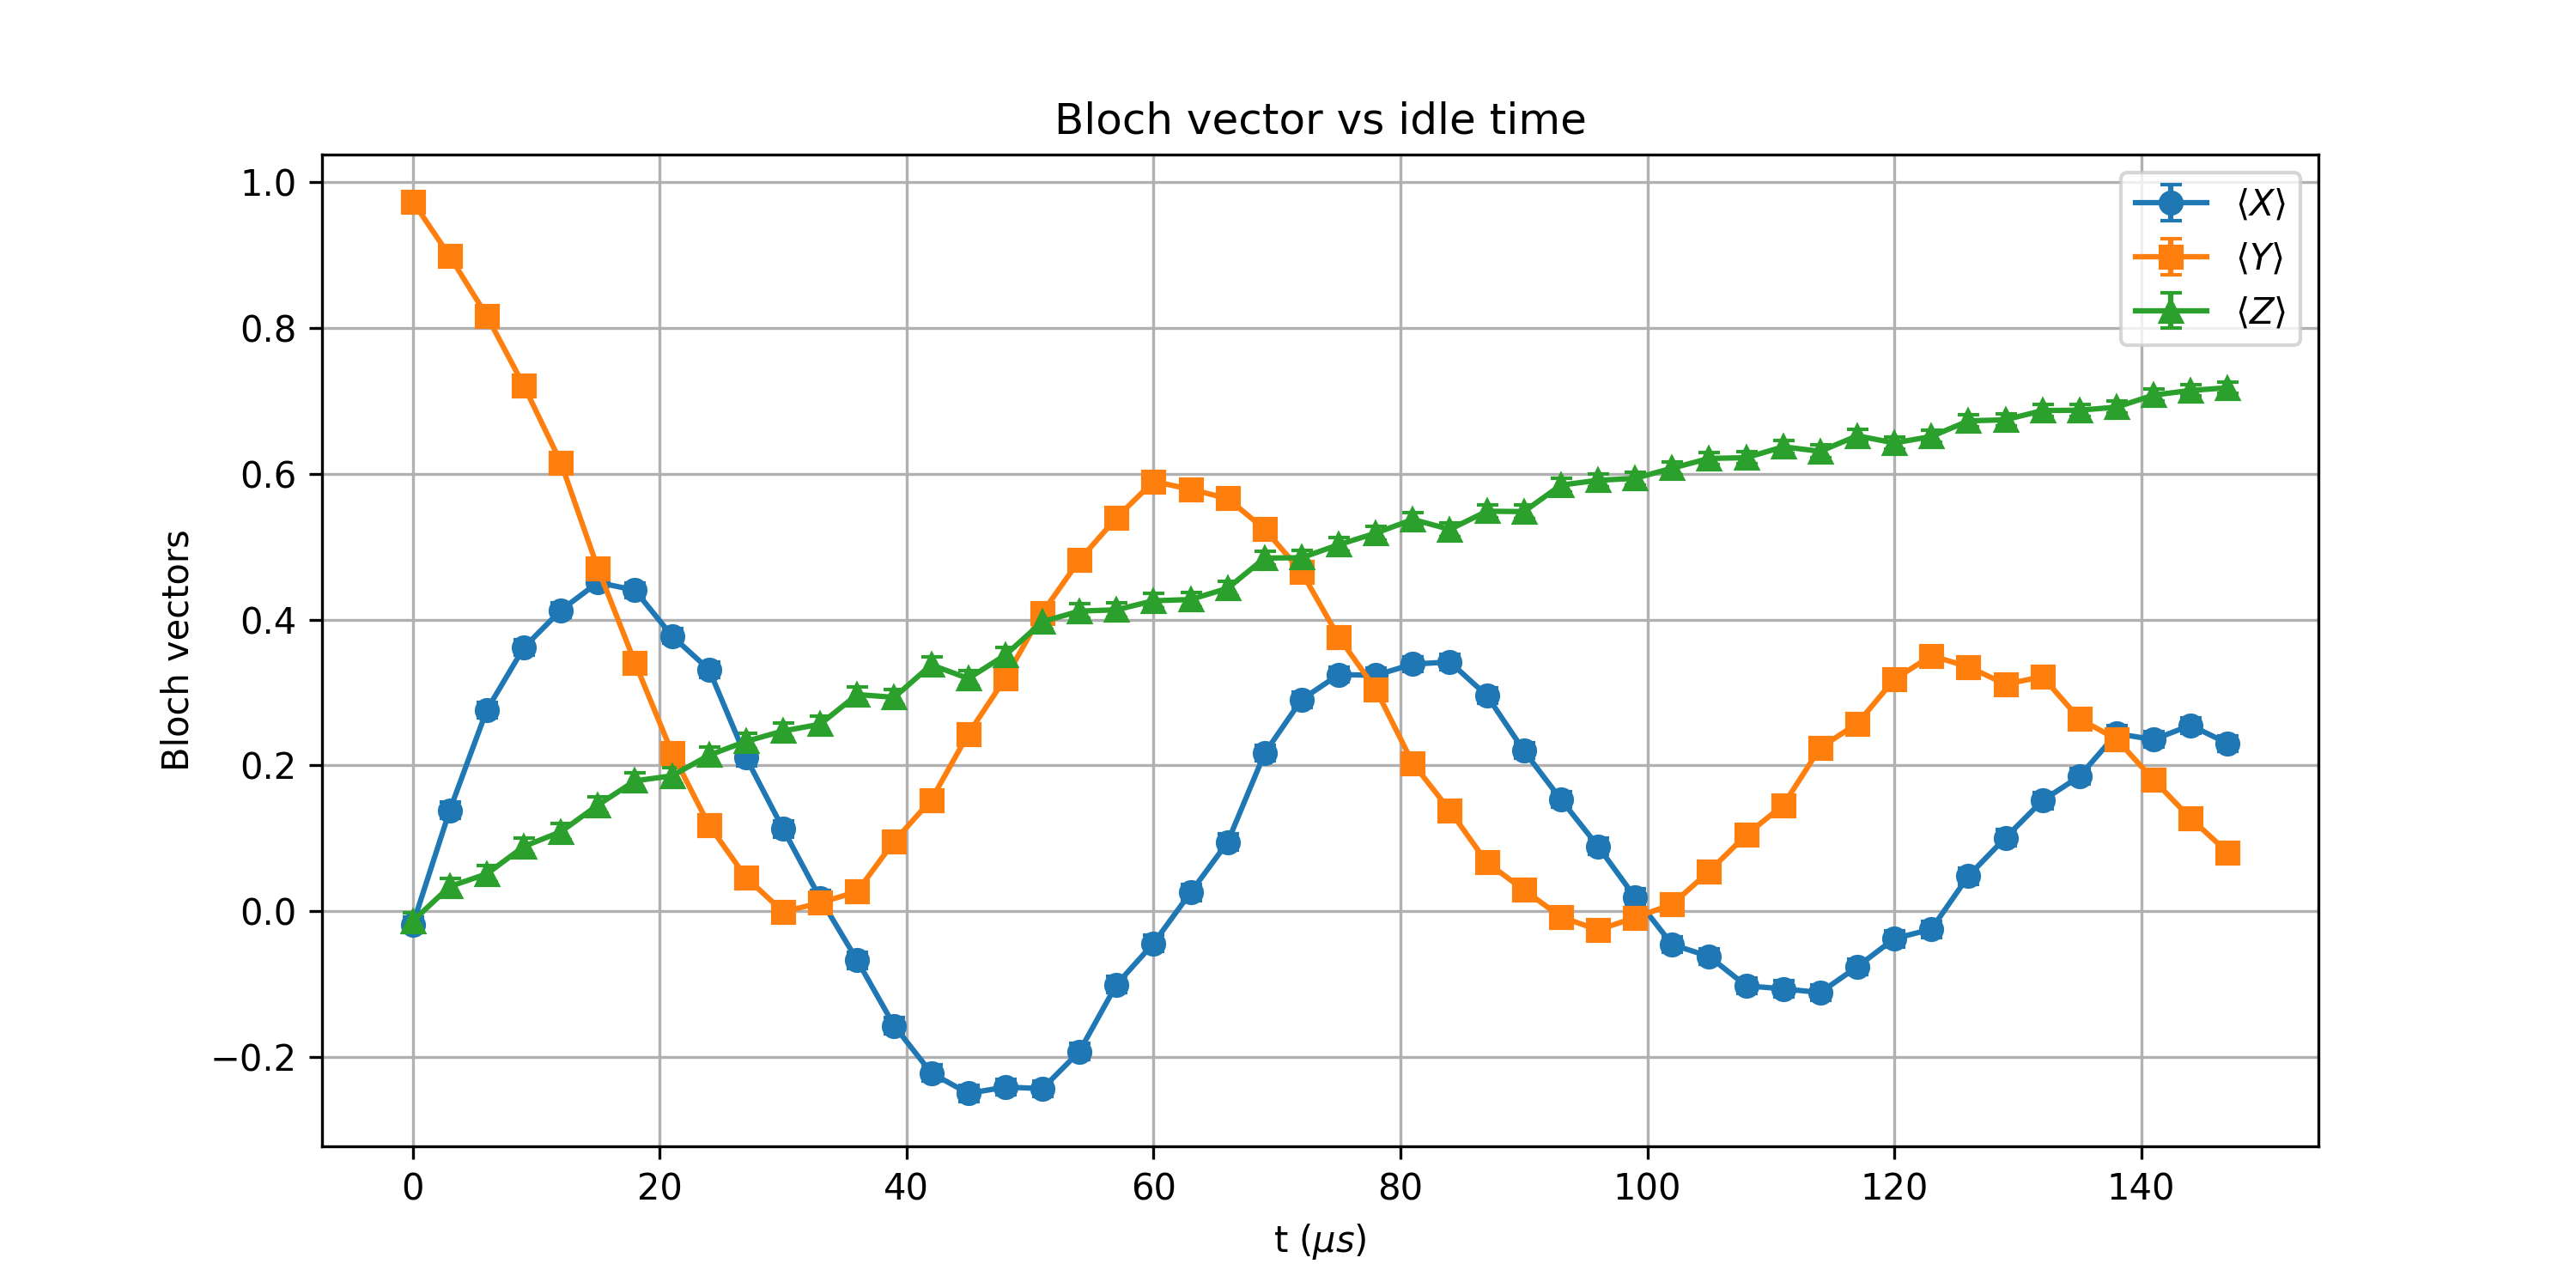 Bloch vector vs idle time
1.0
0.8
0.6
0.4
0.2
0.0
−0.2
Bloch vectors
⟨X⟩
⟨Y⟩
⟨Z⟩
0 20 40 60 80 100 120 140
t (μs)